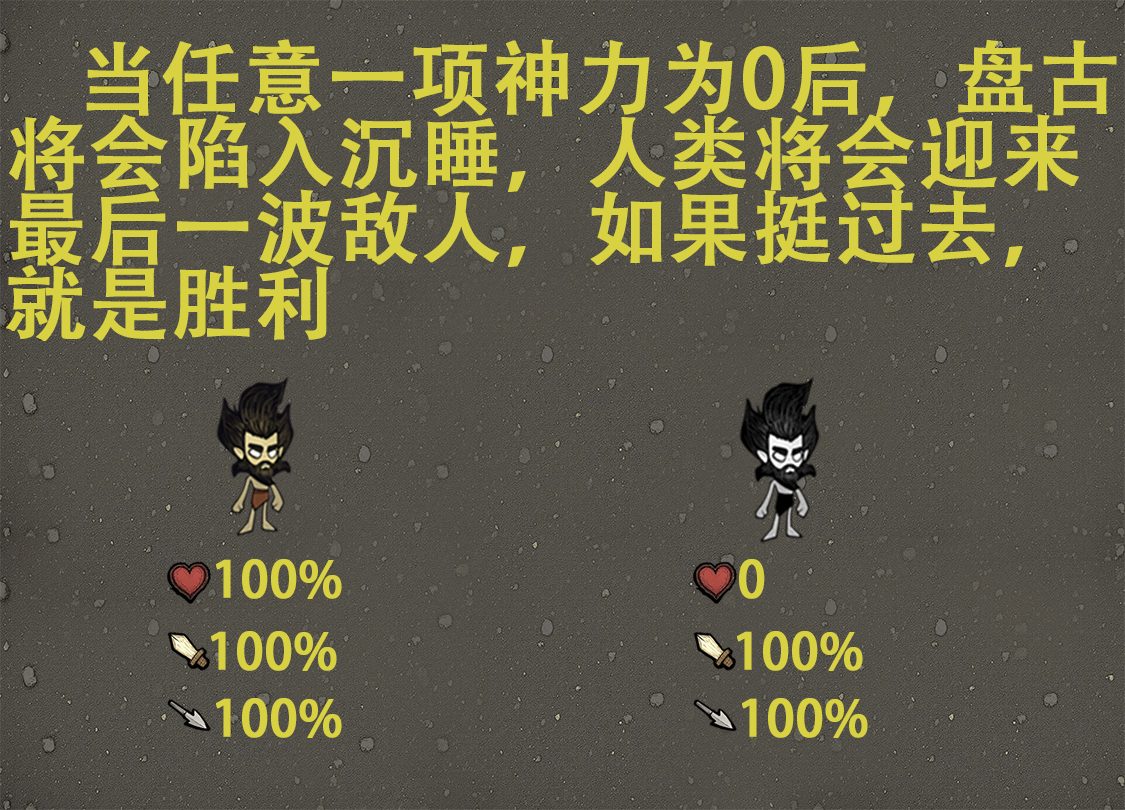 当任意一项神力为0后，盘古
将会陷入沉睡，人类将会迎来
最后一波敌人，如果挺过去，
就是胜利
100% 0
100% 100%
100% 100%